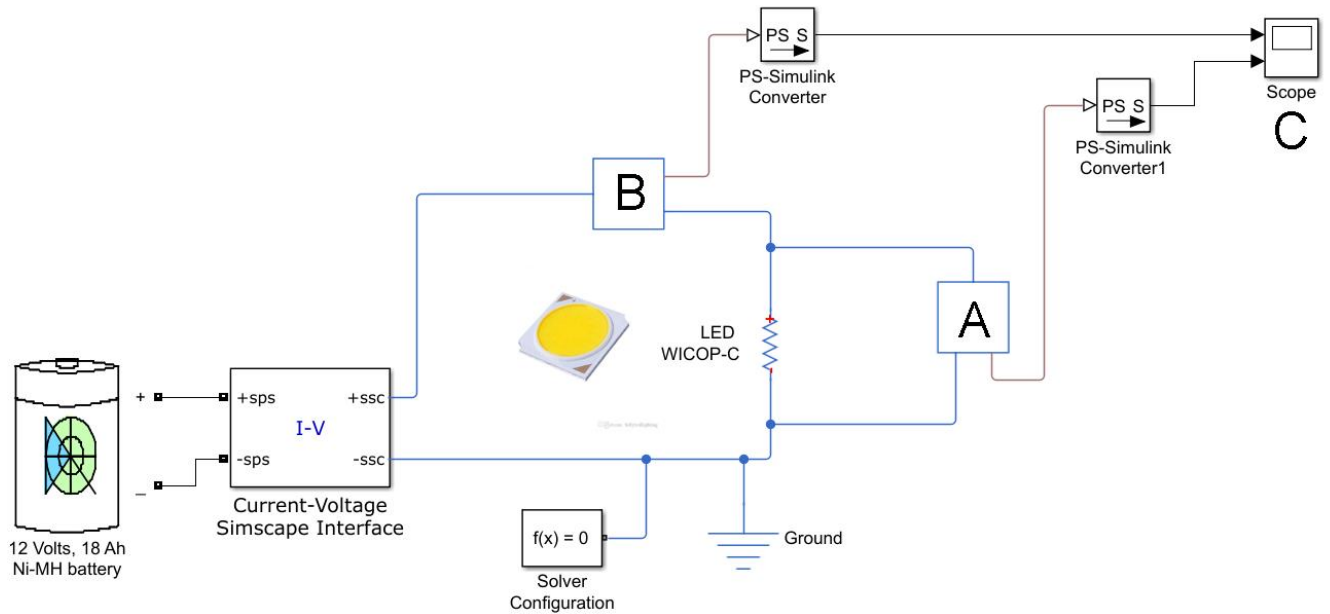 PS S
PS-Simulink
Converter
PS S
PS-Simulink
Converter1
Scope
C
B
A
LED
WICOP-C
+
–
+sps
+ssc
I-V
-sps
-ssc
Current-Voltage
Simscape Interface
12 Volts, 18 Ah
Ni-MH battery
f(x) = 0
Solver
Configuration
Ground